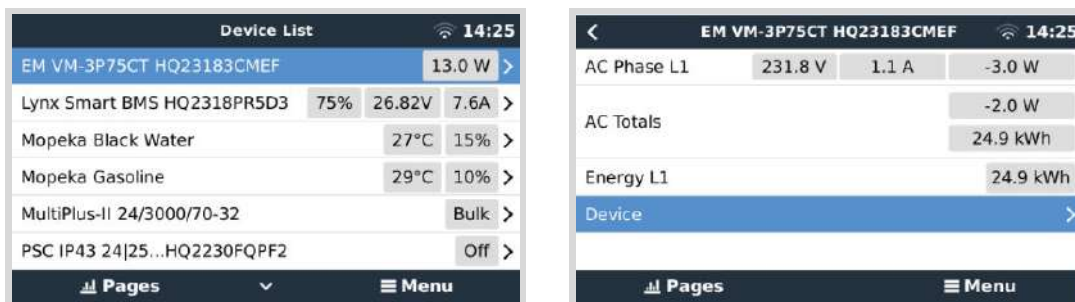 Device List 14:25
EM VM-3P75CT HQ23183CMEF 13.0 W
Lynx Smart BMS HQ2318PR5D3 75% 26.82V 7.6A
Mopeka Black Water 27°C 15%
Mopeka Gasoline 29°C 10%
MultiPlus-II 24/3000/70-32 Bulk
PSC IP43 24|25...HQ2230FQPF2 Off
Pages Menu
EM VM-3P75CT HQ23183CMEF 14:25
AC Phase L1 231.8 V 1.1 A -3.0 W
AC Totals -2.0 W
24.9 kWh
Energy L1 24.9 kWh
Device
Pages Menu